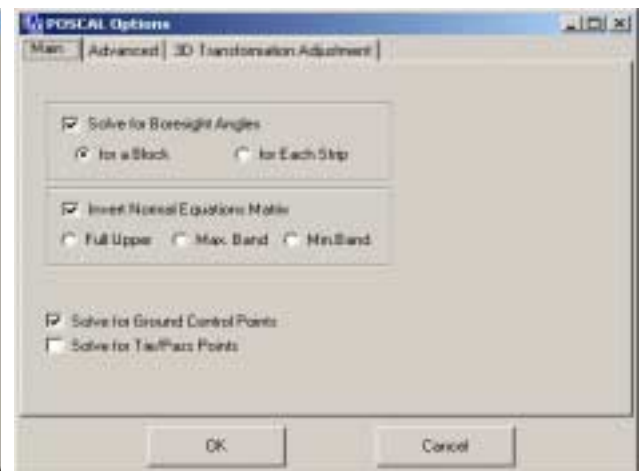 POSCAL Options
Main Advanced 3D Transformation Adjustment
Solve for Boresight Angles
for a Block for Each Strip
Invert Normal Equations Matrix
Full Upper Max. Band Min.Band
Solve for Ground Control Points
Solve for Tie/Pass Points
OK Cancel